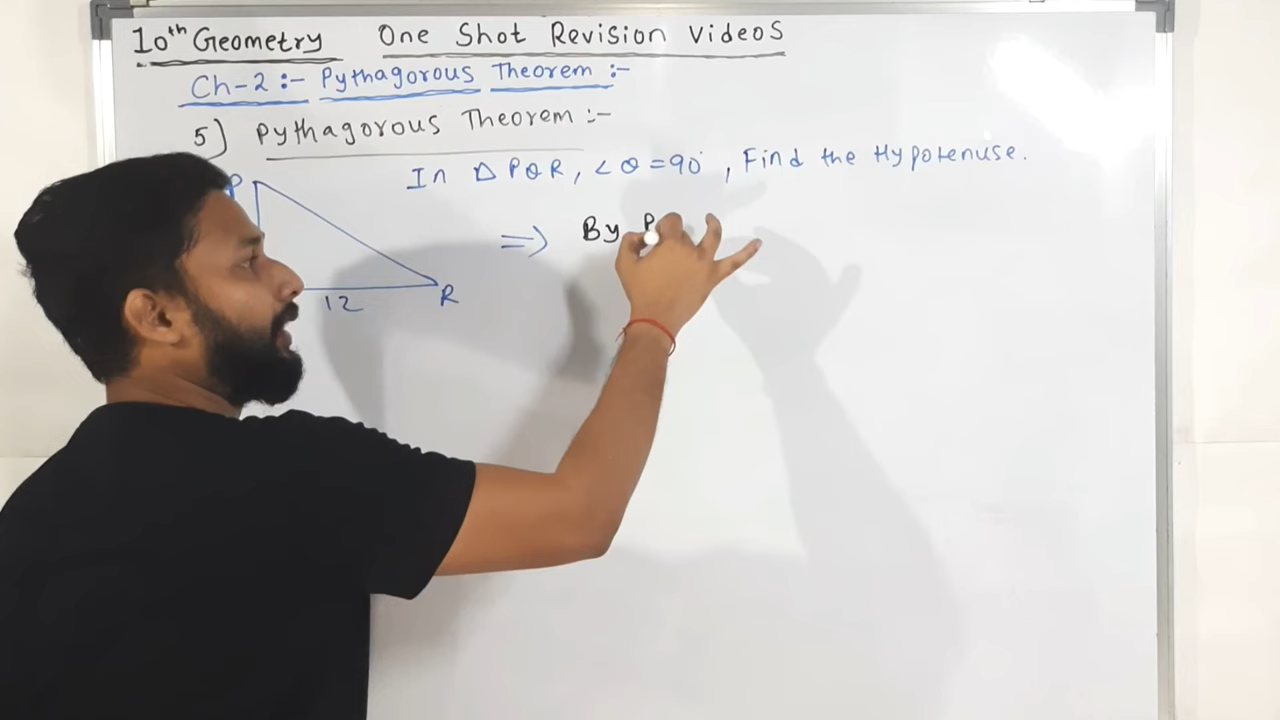 10th Geometry One Shot Revision Videos
Ch-2 :- Pythagorous Theorem :-
5) Pythagorous Theorem :-
In △ PQR, ∠Q = 90°, Find the Hypotenuse.
P
⇒ By P
12
R